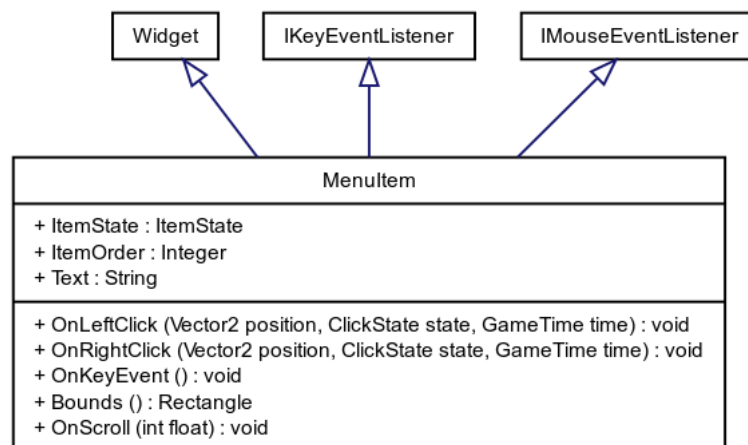 Widget
IKeyEventListener
IMouseEventListener
MenuItem
+ ItemState : ItemState
+ ItemOrder : Integer
+ Text : String
+ OnLeftClick (Vector2 position, ClickState state, GameTime time) : void
+ OnRightClick (Vector2 position, ClickState state, GameTime time) : void
+ OnKeyEvent () : void
+ Bounds () : Rectangle
+ OnScroll (int float) : void